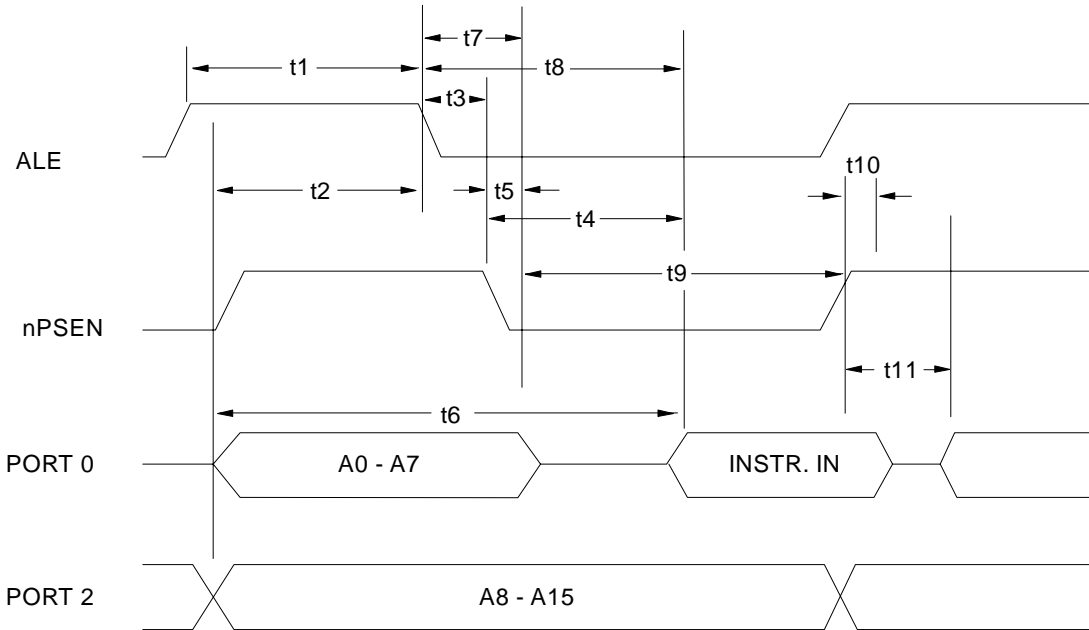 t7
t1
t8
t3
ALE
t10
t2
t5
t4
t9
nPSEN
t11
t6
PORT 0
A0 - A7
INSTR. IN
PORT 2
A8 - A15